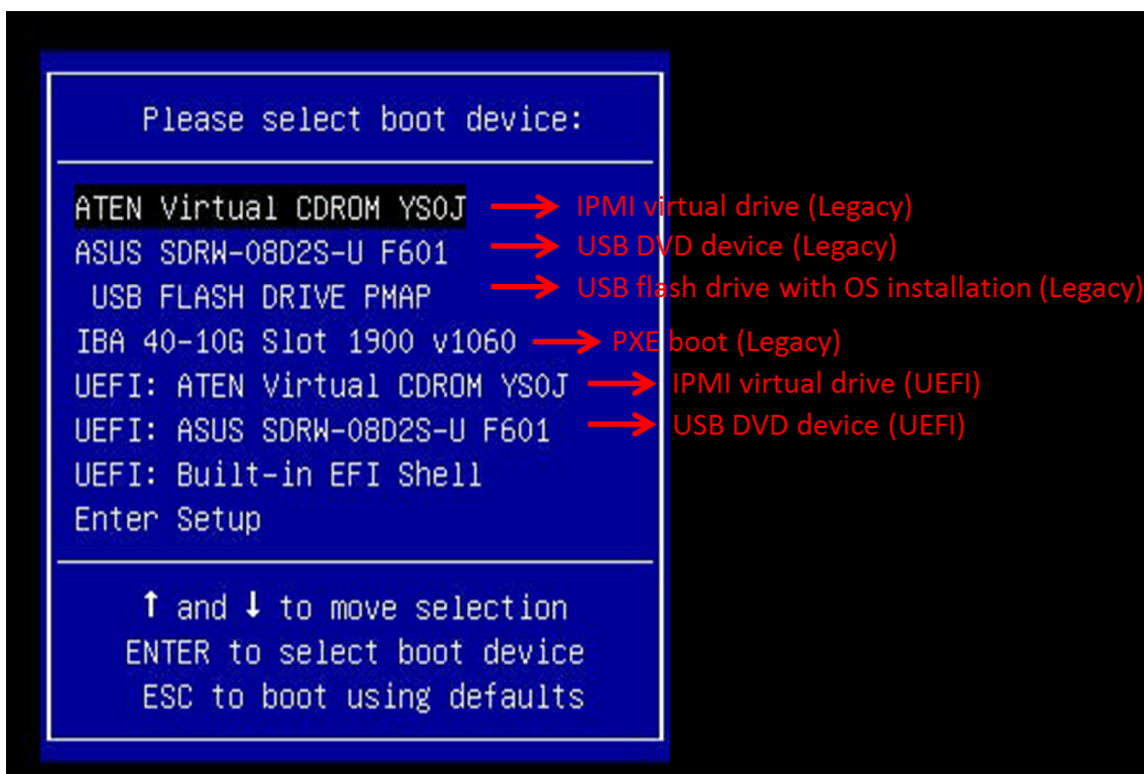 Please select boot device:
ATEN Virtual CDROM YS0J → IPMI virtual drive (Legacy)
ASUS SDRW-08D2S-U F601 → USB DVD device (Legacy)
USB FLASH DRIVE PMAP → USB flash drive with OS installation (Legacy)
IBA 40-10G Slot 1900 v1060 → PXE boot (Legacy)
UEFI: ATEN Virtual CDROM YS0J → IPMI virtual drive (UEFI)
UEFI: ASUS SDRW-08D2S-U F601 → USB DVD device (UEFI)
UEFI: Built-in EFI Shell
Enter Setup
↑ and ↓ to move selection
ENTER to select boot device
ESC to boot using defaults